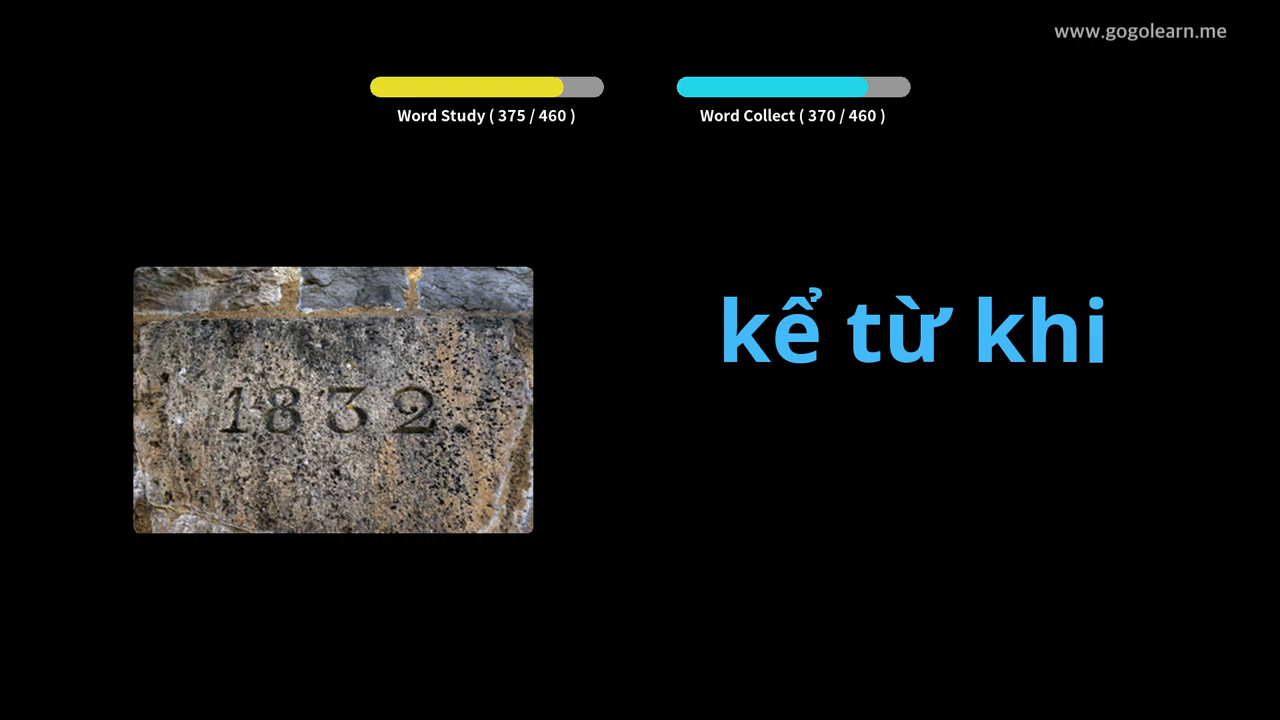 www.gogolearn.me
Word Study ( 375 / 460 )
Word Collect ( 370 / 460 )
kể từ khi
1832.